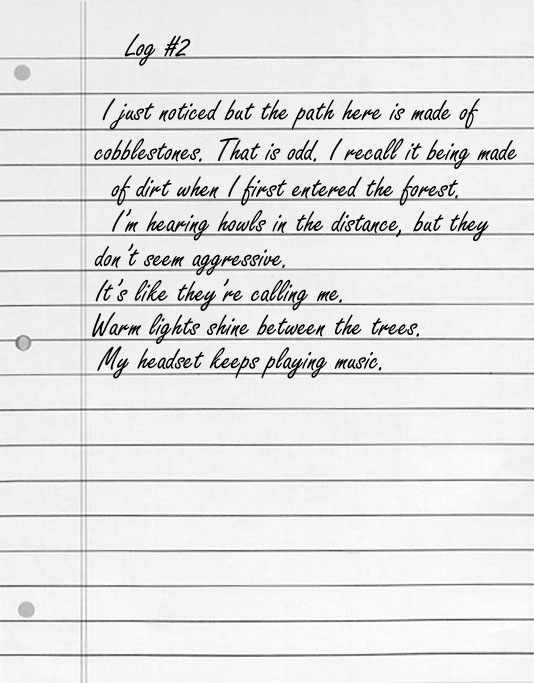 Log #2
I just noticed but the path here is made of
cobblestones. That is odd. I recall it being made
of dirt when I first entered the forest.
I'm hearing howls in the distance, but they
don't seem aggressive.
It's like they're calling me.
Warm lights shine between the trees.
My headset keeps playing music.